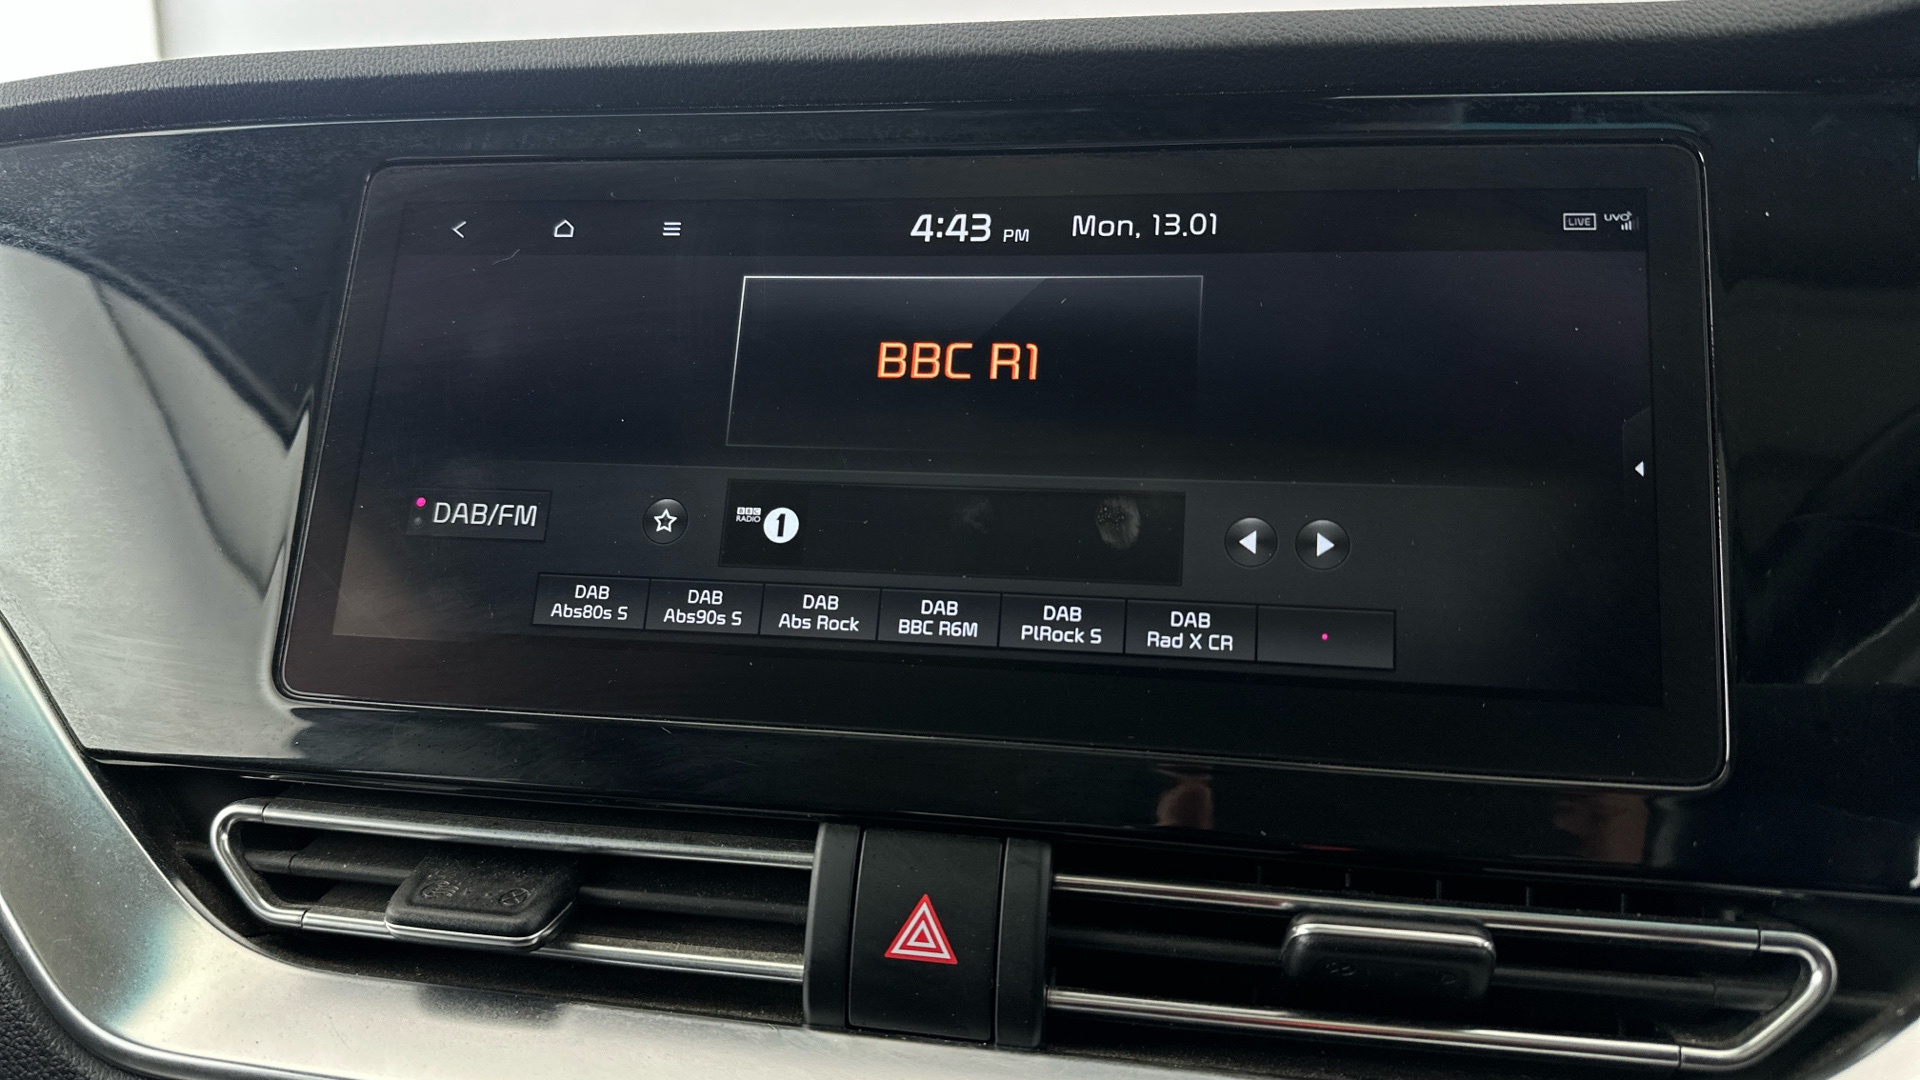 4:43 PM Mon, 13.01
LIVE UVO
BBC R1
DAB/FM
BBC
RADIO 1
DAB
Abs80s S
DAB
Abs90s S
DAB
Abs Rock
DAB
BBC R6M
DAB
PlRock S
DAB
Rad X CR